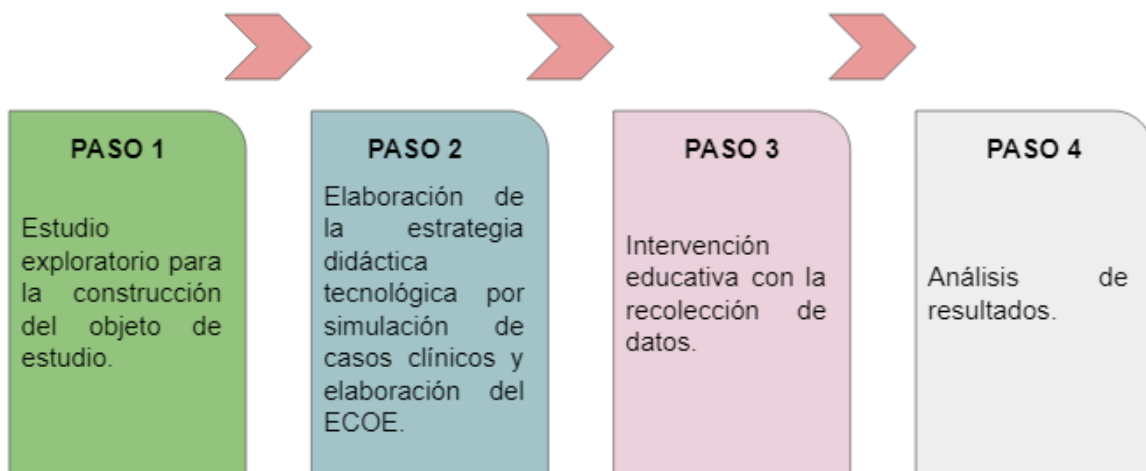 PASO 1
Estudio
exploratorio para
la construcción
del objeto de
estudio.
PASO 2
Elaboración de
la estrategia
didáctica
tecnológica por
simulación de
casos clínicos y
elaboración del
ECOE.
PASO 3
Intervención
educativa con la
recolección de
datos.
PASO 4
Análisis de
resultados.